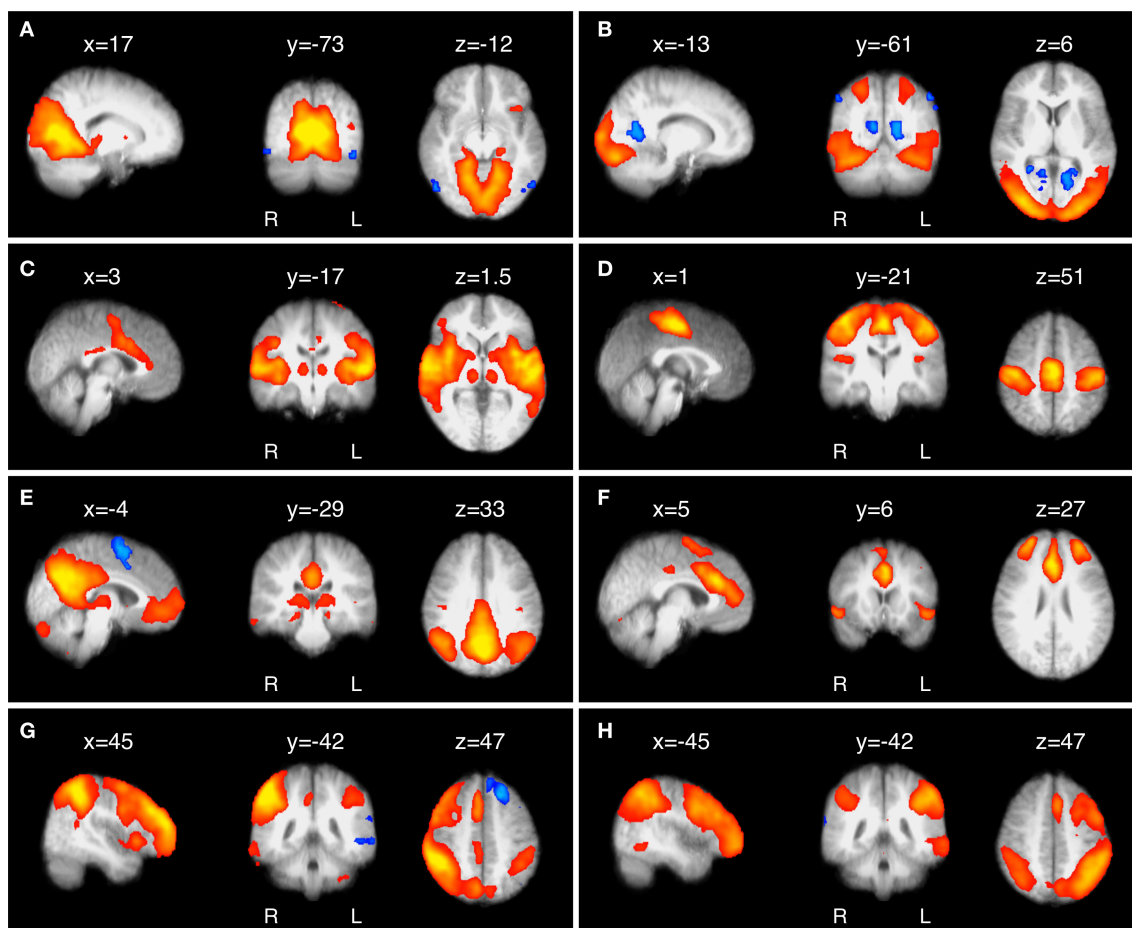 A
x=17 y=-73 z=-12
R L
B
x=-13 y=-61 z=6
R L
C
x=3 y=-17 z=1.5
R L
D
x=1 y=-21 z=51
R L
E
x=-4 y=-29 z=33
R L
F
x=5 y=6 z=27
R L
G
x=45 y=-42 z=47
R L
H
x=-45 y=-42 z=47
R L